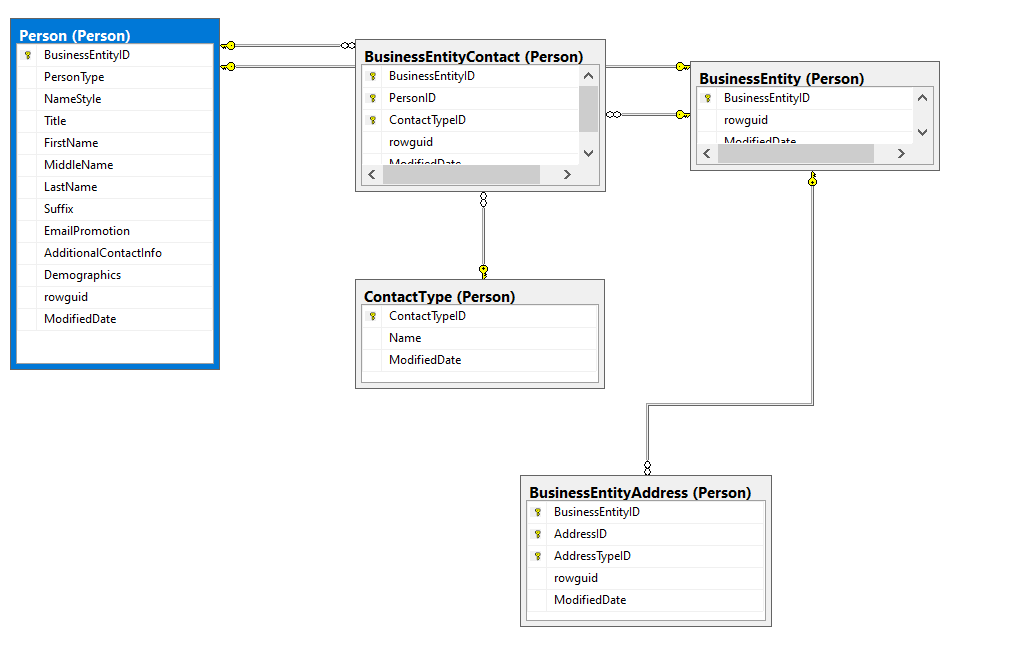 Person (Person)
BusinessEntityID
PersonType
NameStyle
Title
FirstName
MiddleName
LastName
Suffix
EmailPromotion
AdditionalContactInfo
Demographics
rowguid
ModifiedDate
BusinessEntityContact (Person)
BusinessEntityID
PersonID
ContactTypeID
rowguid
ModifiedDate
BusinessEntity (Person)
BusinessEntityID
rowguid
ModifiedDate
ContactType (Person)
ContactTypeID
Name
ModifiedDate
BusinessEntityAddress (Person)
BusinessEntityID
AddressID
AddressTypeID
rowguid
ModifiedDate